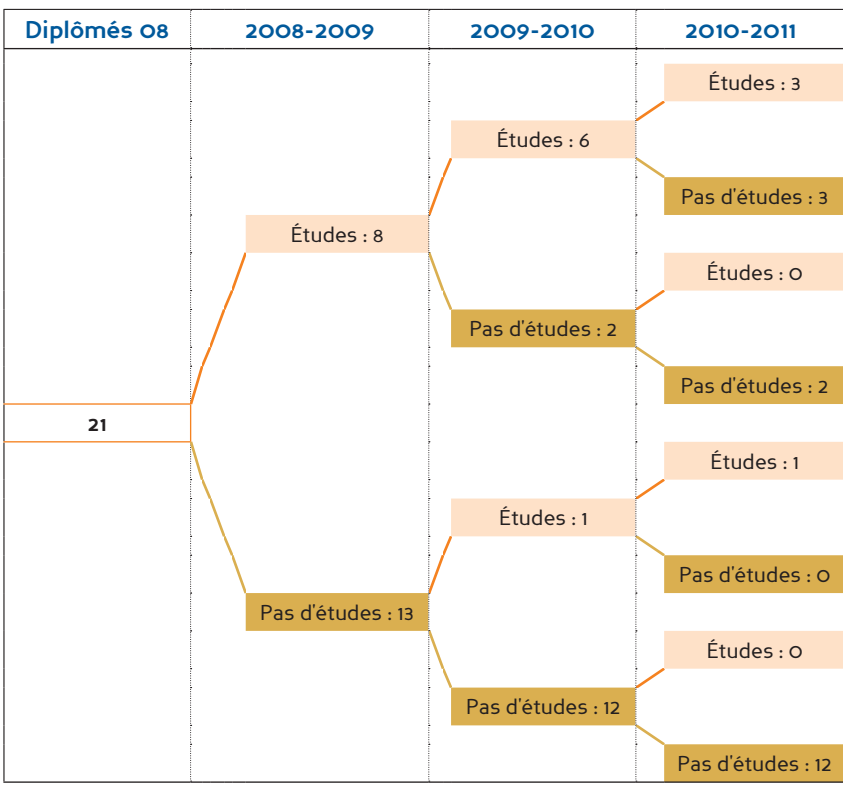 Diplômés 08
2008-2009
2009-2010
2010-2011
Études : 3
Études : 6
Pas d'études : 3
Études : 8
Études : 0
Pas d'études : 2
Pas d'études : 2
21
Études : 1
Études : 1
Pas d'études : 0
Pas d'études : 13
Études : 0
Pas d'études : 12
Pas d'études : 12